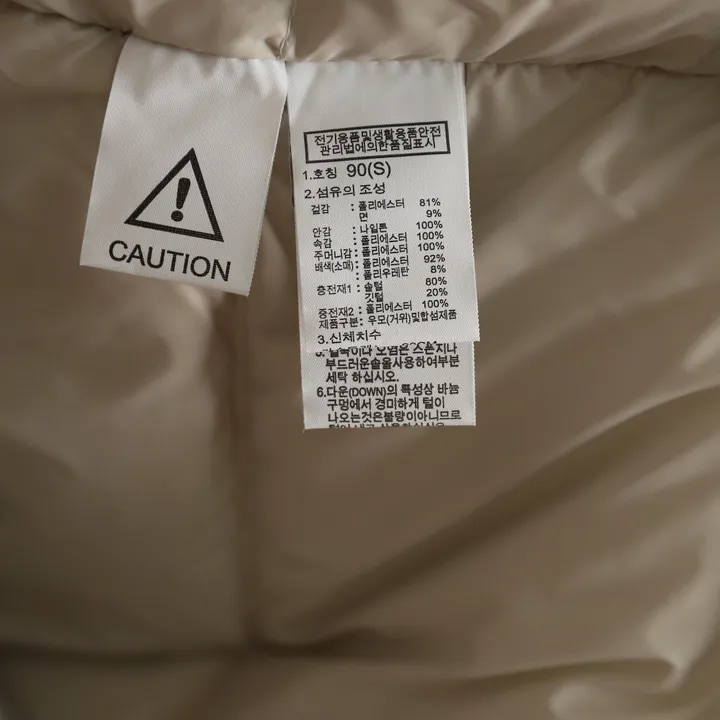 CAUTION
전기용품및생활용품안전
관리법에의한품질표시
1.호칭 90(S)
2.섬유의 조성
겉감 : 폴리에스터 81%
면 9%
안감 : 나일론 100%
속감 : 폴리에스터 100%
주머니감 : 폴리에스터 100%
배색(소매) : 폴리에스터 92%
: 폴리우레탄 8%
충전재1 : 솜털 80%
깃털 20%
충전재2 : 폴리에스터 100%
제품구분: 우모(거위)및합섬제품
3.신체치수
부드러운솔을사용하여부분
세탁 하십시오.
6.다운(DOWN)의 특성상 바늘
구멍에서 경미하게 털이
나오는것은불량이아니므로